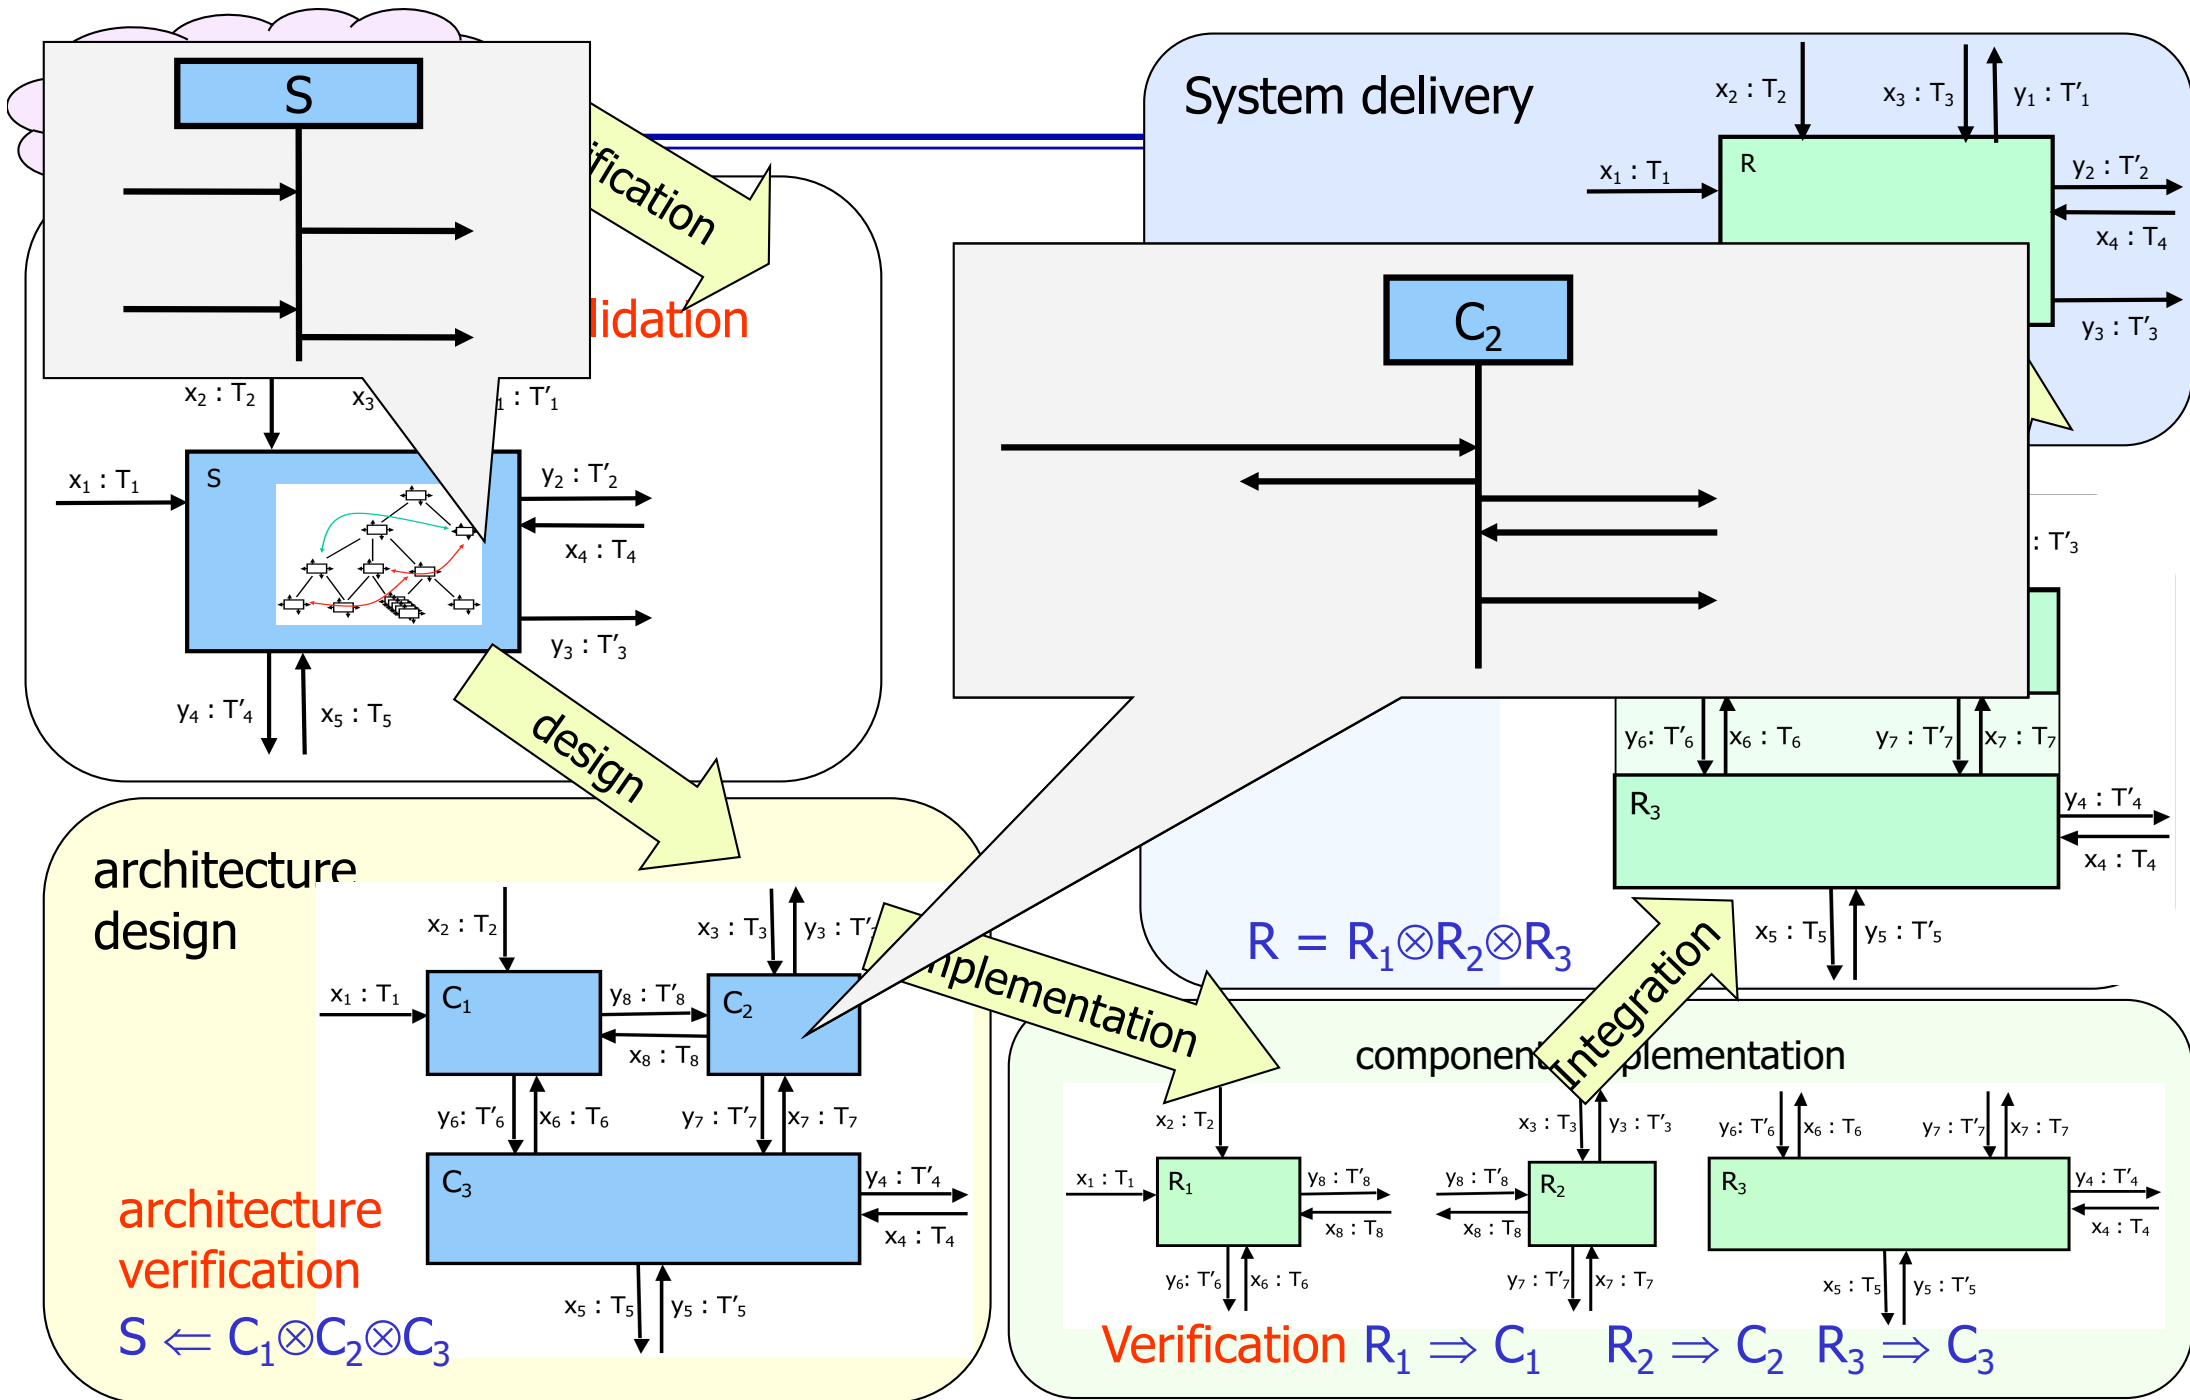 S
ification
lidation
x₂ : T₂
x₃
₁ : T'₁
x₁ : T₁
S
y₂ : T'₂
x₄ : T₄
y₃ : T'₃
y₄ : T'₄
x₅ : T₅
design
System delivery
x₂ : T₂
x₃ : T₃
y₁ : T'₁
x₁ : T₁
R
y₂ : T'₂
x₄ : T₄
y₃ : T'₃
C₂
: T'₃
y₆: T'₆
x₆ : T₆
y₇ : T'₇
x₇ : T₇
R₃
y₄ : T'₄
x₄ : T₄
x₅ : T₅
y₅ : T'₅
R = R₁⊗R₂⊗R₃
Integration
architecture
design
x₂ : T₂
x₃ : T₃
y₃ : T'
x₁ : T₁
C₁
y₈ : T'₈
x₈ : T₈
C₂
y₆: T'₆
x₆ : T₆
y₇ : T'₇
x₇ : T₇
C₃
y₄ : T'₄
x₄ : T₄
x₅ : T₅
y₅ : T'₅
architecture
verification
S ⇐ C₁⊗C₂⊗C₃
mplementation
component plementation
x₂ : T₂
x₁ : T₁
R₁
y₈ : T'₈
x₈ : T₈
y₆: T'₆
x₆ : T₆
x₃ : T₃
y₃ : T'₃
y₈ : T'₈
x₈ : T₈
R₂
y₇ : T'₇
x₇ : T₇
y₆: T'₆
x₆ : T₆
y₇ : T'₇
x₇ : T₇
R₃
y₄ : T'₄
x₄ : T₄
x₅ : T₅
y₅ : T'₅
Verification R₁ ⇒ C₁ R₂ ⇒ C₂ R₃ ⇒ C₃